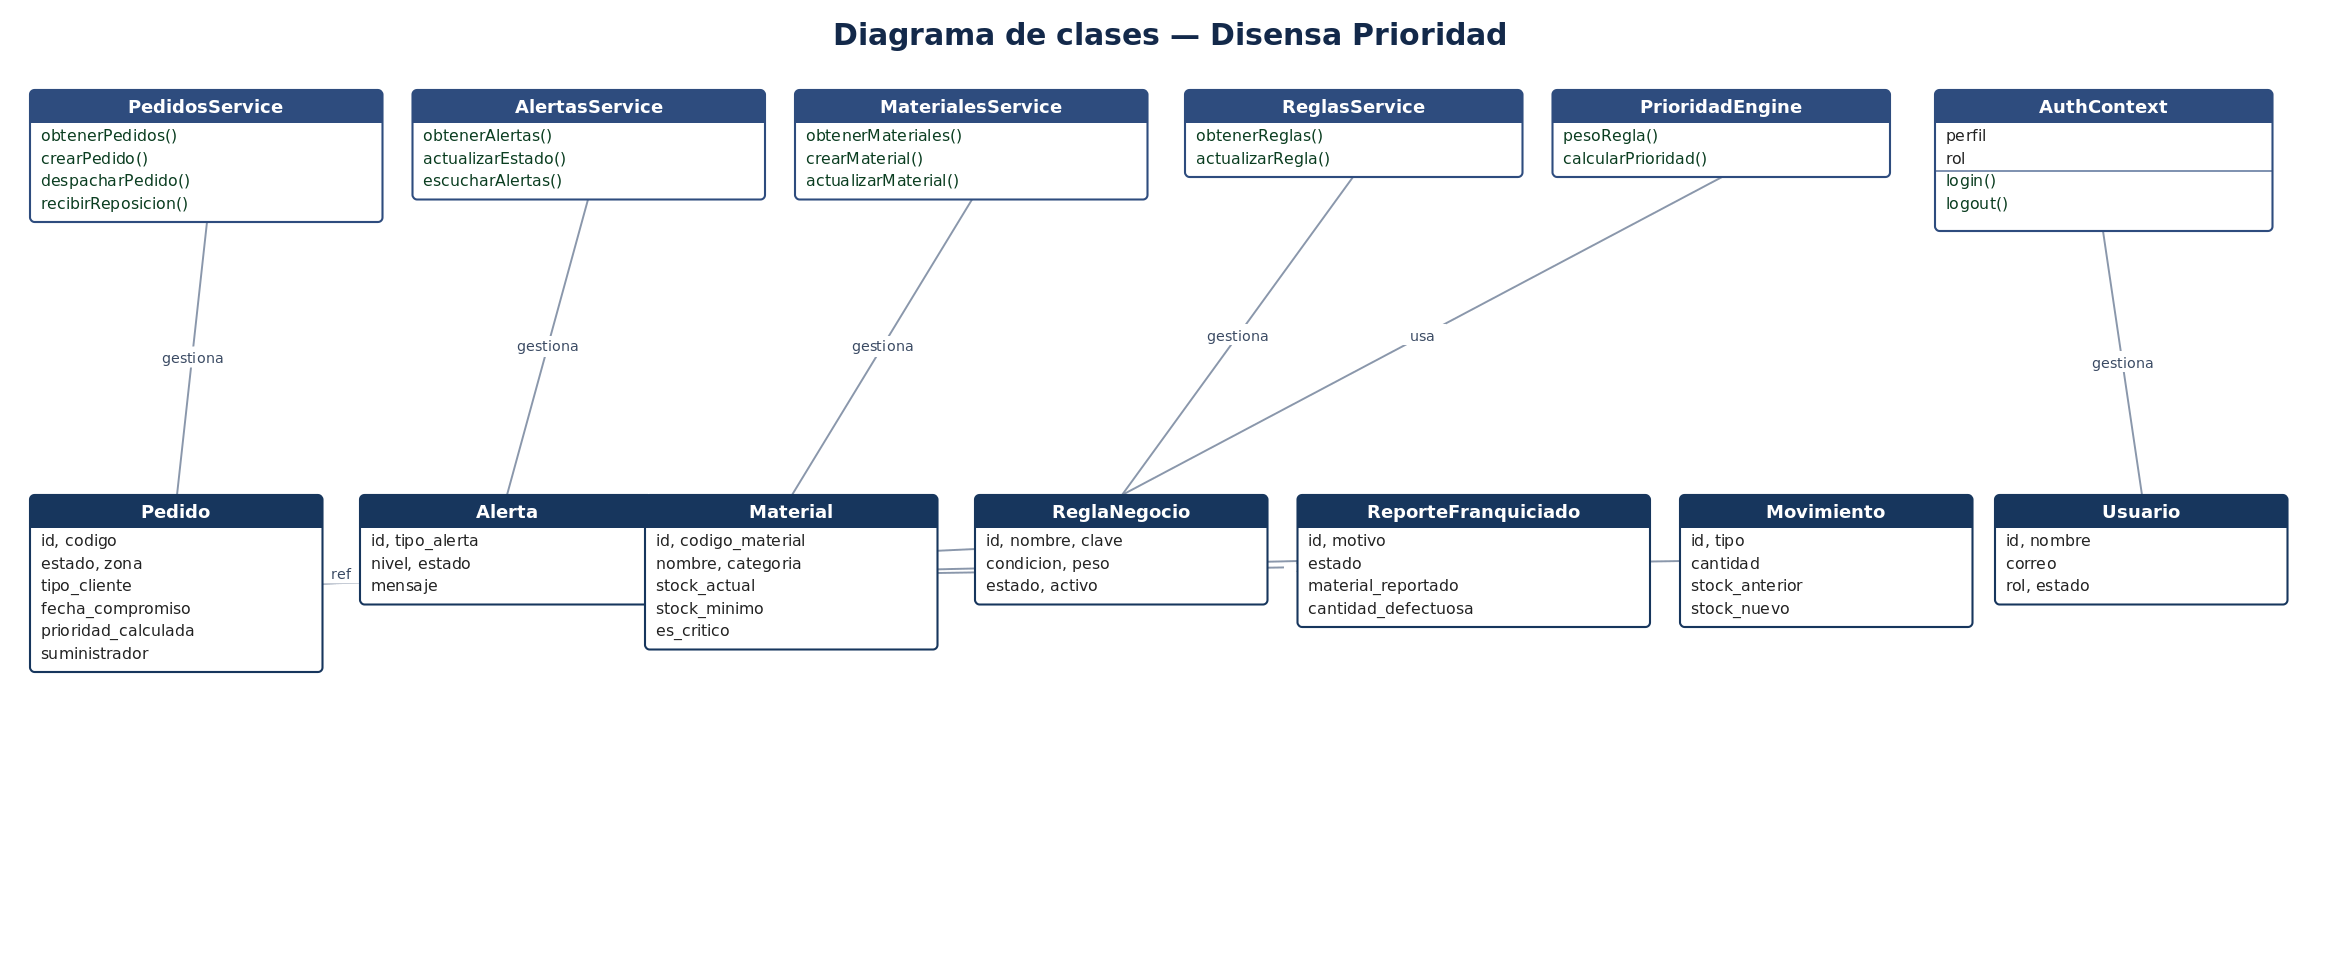 Diagrama de clases — Disensa Prioridad
PedidosService
obtenerPedidos()
crearPedido()
despacharPedido()
recibirReposicion()
AlertasService
obtenerAlertas()
actualizarEstado()
escucharAlertas()
MaterialesService
obtenerMateriales()
crearMaterial()
actualizarMaterial()
ReglasService
obtenerReglas()
actualizarRegla()
PrioridadEngine
pesoRegla()
calcularPrioridad()
AuthContext
perfil
rol
login()
logout()
gestiona
gestiona
gestiona
gestiona
usa
gestiona
Pedido
id, codigo
estado, zona
tipo_cliente
fecha_compromiso
prioridad_calculada
suministrador
ref
Alerta
id, tipo_alerta
nivel, estado
mensaje
Material
id, codigo_material
nombre, categoria
stock_actual
stock_minimo
es_critico
ReglaNegocio
id, nombre, clave
condicion, peso
estado, activo
ReporteFranquiciado
id, motivo
estado
material_reportado
cantidad_defectuosa
Movimiento
id, tipo
cantidad
stock_anterior
stock_nuevo
Usuario
id, nombre
correo
rol, estado